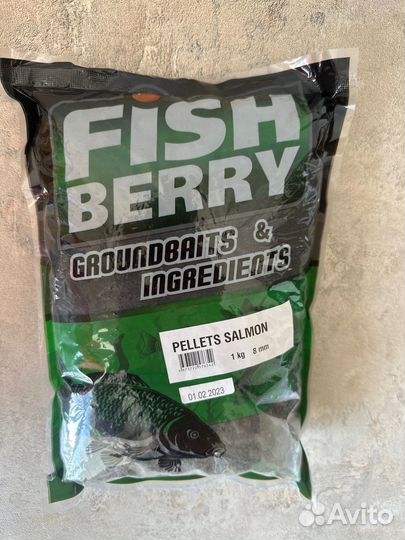 FISH
BERRY
GROUNDBAITS &
INGREDIENTS
PELLETS SALMON
1 kg 8 mm
01.02.2023
Avito